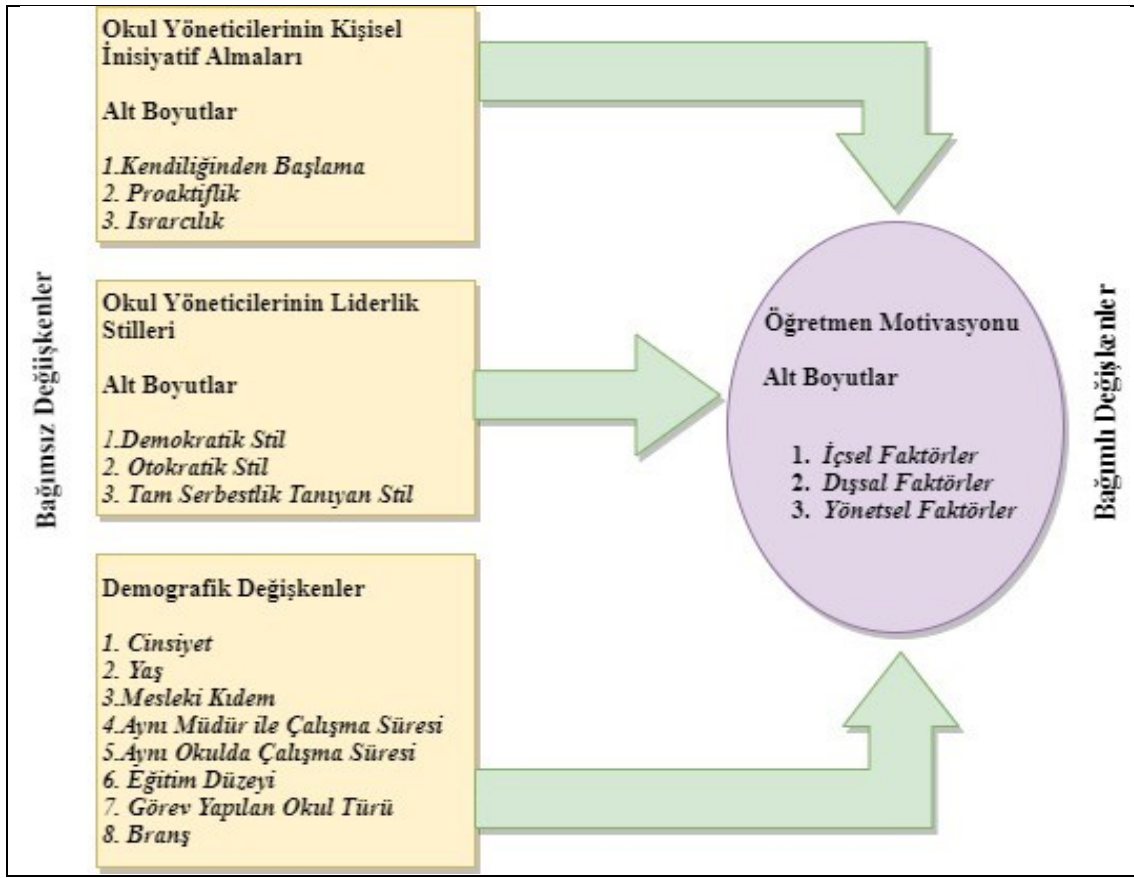 Okul Yöneticilerinin Kişisel
İnisiyatif Almaları
Alt Boyutlar
1.Kendiliğinden Başlama
2. Proaktiflik
3. Israrcılık
Bağımsız Değiişkenler
Okul Yöneticilerinin Liderlik
Stilleri
Alt Boyutlar
1.Demokratik Stil
2. Otokratik Stil
3. Tam Serbestlik Tanıyan Stil
Demografik Değişkenler
1. Cinsiyet
2. Yaş
3.Mesleki Kıdem
4.Aynı Müdür ile Çalışma Süresi
5.Aynı Okulda Çalışma Süresi
6. Eğitim Düzeyi
7. Görev Yapılan Okul Türü
8. Branş
Öğretmen Motivasyonu
Alt Boyutlar
1. İçsel Faktörler
2. Dışsal Faktörler
3. Yönetsel Faktörler
Bağımlı Değişkenler